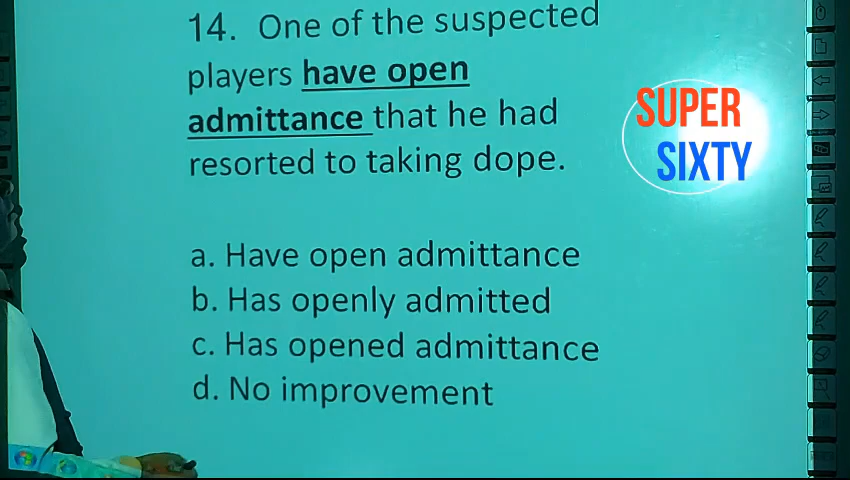 14. One of the suspected
players have open
admittance that he had
resorted to taking dope.
SUPER
SIXTY
a. Have open admittance
b. Has openly admitted
c. Has opened admittance
d. No improvement